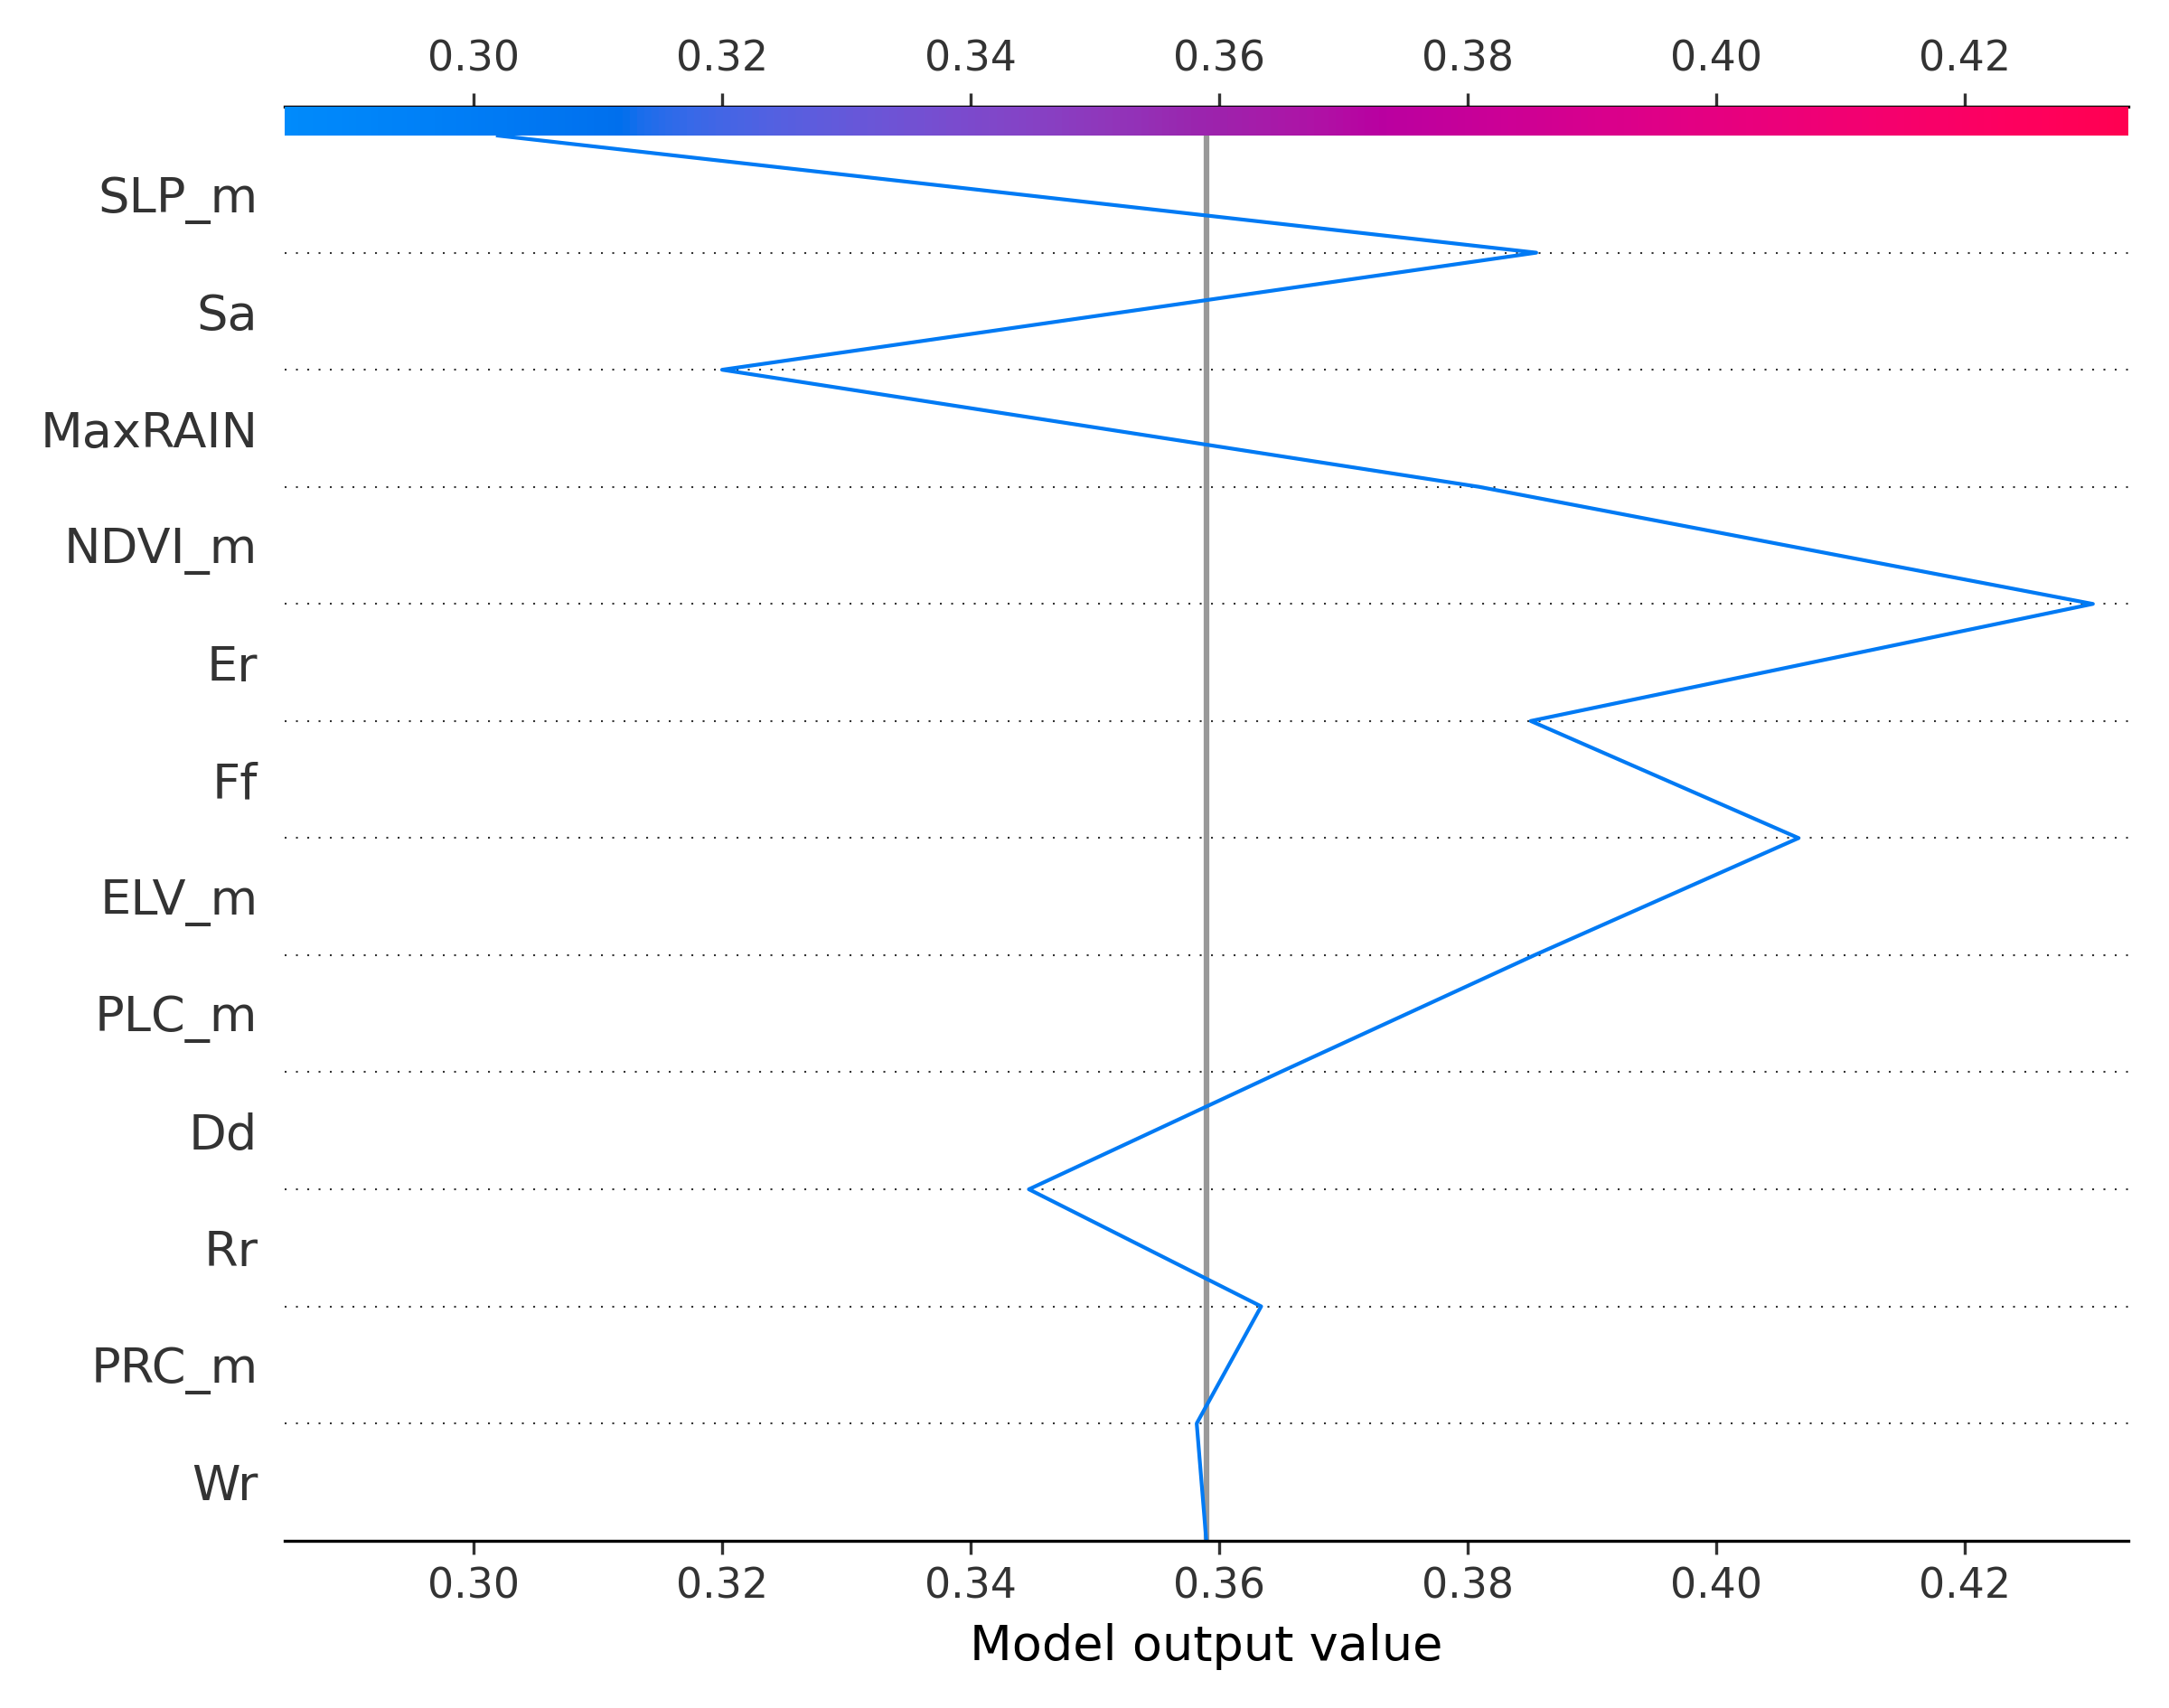 0.30 0.32 0.34 0.36 0.38 0.40 0.42
SLP_m
Sa
MaxRAIN
NDVI_m
Er
Ff
ELV_m
PLC_m
Dd
Rr
PRC_m
Wr
0.30 0.32 0.34 0.36 0.38 0.40 0.42
Model output value